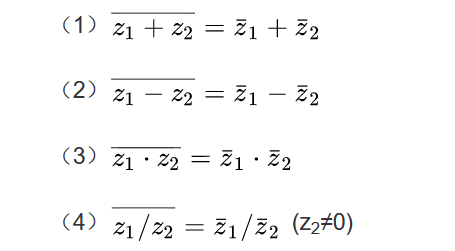 （1）$\overline{z_1 + z_2} = \bar{z}_1 + \bar{z}_2$
（2）$\overline{z_1 - z_2} = \bar{z}_1 - \bar{z}_2$
（3）$\overline{z_1 \cdot z_2} = \bar{z}_1 \cdot \bar{z}_2$
（4）$\overline{z_1 / z_2} = \bar{z}_1 / \bar{z}_2$ (z₂≠0)